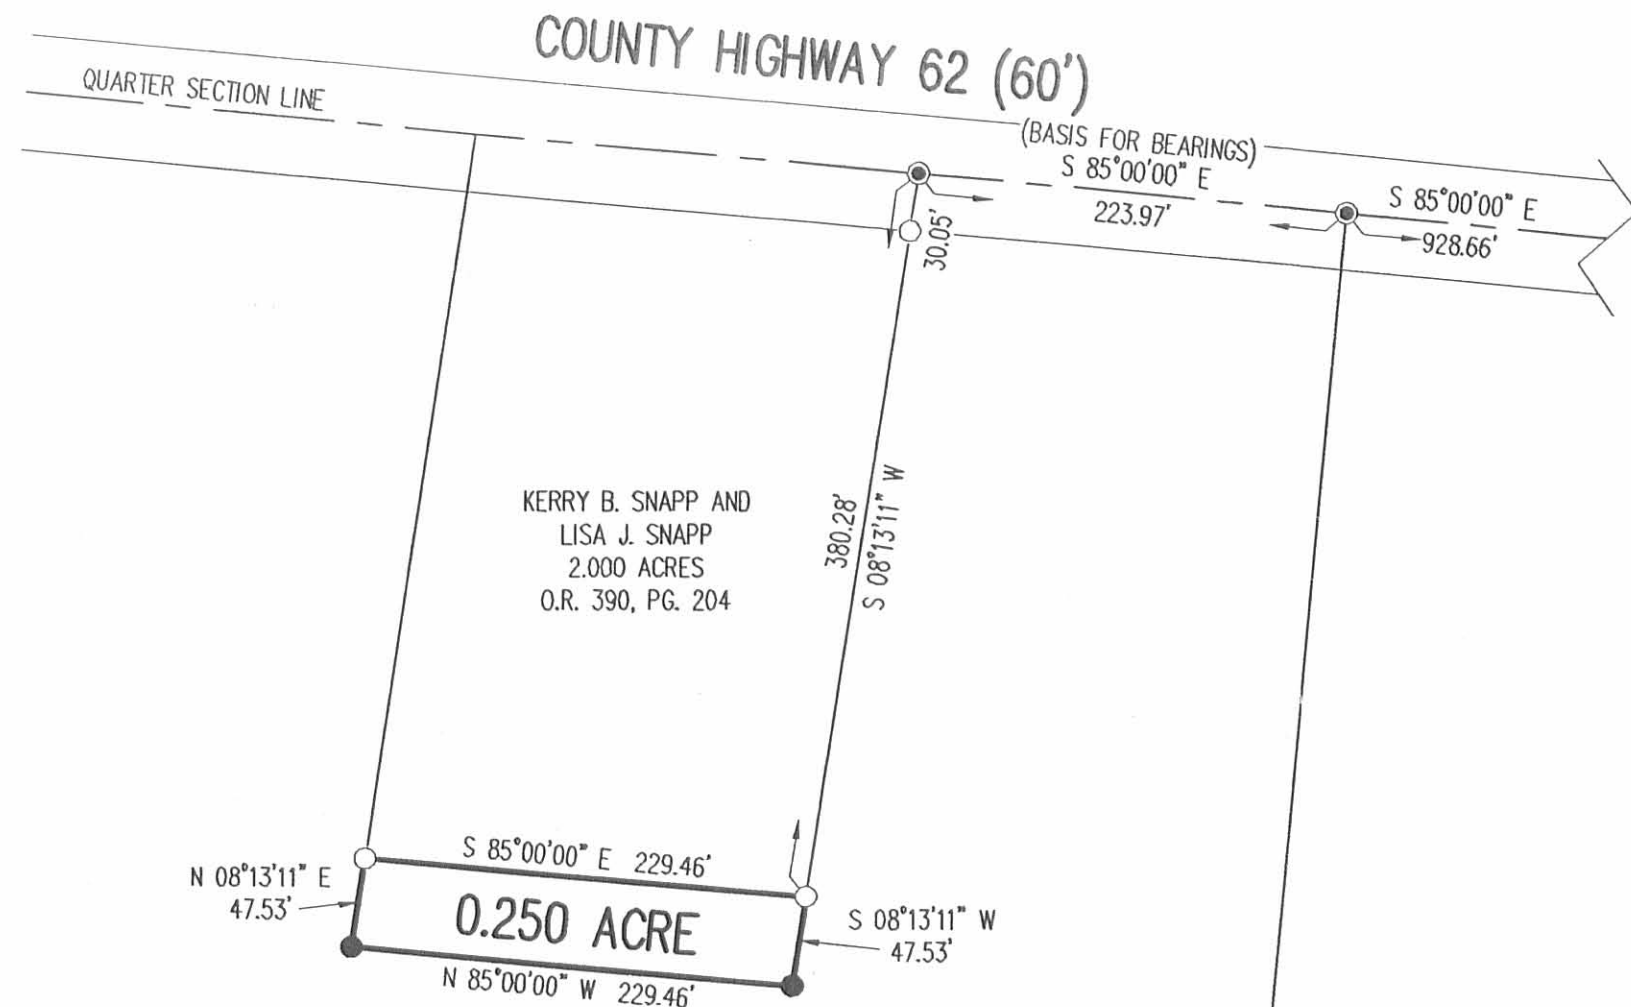 COUNTY HIGHWAY 62 (60')
QUARTER SECTION LINE
(BASIS FOR BEARINGS)
S 85°00'00" E
223.97'
S 85°00'00" E
928.66'
30.05'
KERRY B. SNAPP AND
LISA J. SNAPP
2.000 ACRES
O.R. 390, PG. 204
380.28'
S 08°13'11" W
S 85°00'00" E 229.46'
N 08°13'11" E
47.53'
0.250 ACRE
S 08°13'11" W
47.53'
N 85°00'00" W 229.46'